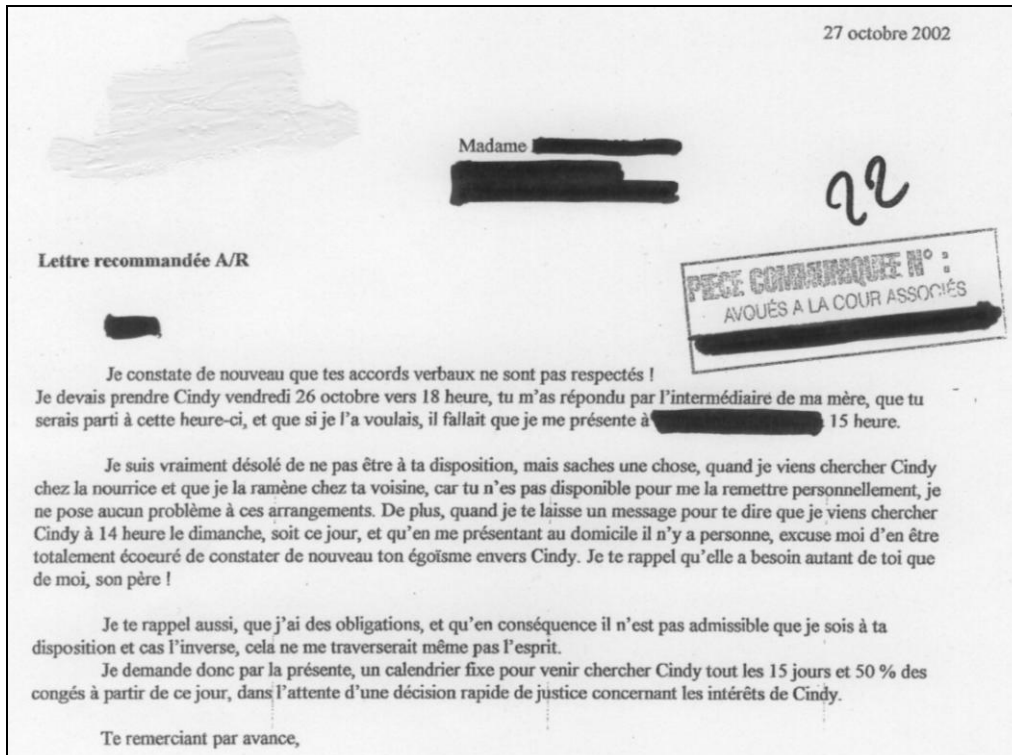 27 octobre 2002
Madame
22
Lettre recommandée A/R
PIECE COMMUNIQUEE N° :
AVOUÉS A LA COUR ASSOCIÉS
Je constate de nouveau que tes accords verbaux ne sont pas respectés !
Je devais prendre Cindy vendredi 26 octobre vers 18 heure, tu m'as répondu par l'intermédiaire de ma mère, que tu
serais parti à cette heure-ci, et que si je l'a voulais, il fallait que je me présente à 15 heure.
Je suis vraiment désolé de ne pas être à ta disposition, mais saches une chose, quand je viens chercher Cindy
chez la nourrice et que je la ramène chez ta voisine, car tu n'es pas disponible pour me la remettre personnellement, je
ne pose aucun problème à ces arrangements. De plus, quand je te laisse un message pour te dire que je viens chercher
Cindy à 14 heure le dimanche, soit ce jour, et qu'en me présentant au domicile il n'y a personne, excuse moi d'en être
totalement écoeuré de constater de nouveau ton égoïsme envers Cindy. Je te rappel qu'elle a besoin autant de toi que
de moi, son père !
Je te rappel aussi, que j'ai des obligations, et qu'en conséquence il n'est pas admissible que je sois à ta
disposition et cas l'inverse, cela ne me traverserait même pas l'esprit.
Je demande donc par la présente, un calendrier fixe pour venir chercher Cindy tout les 15 jours et 50 % des
congés à partir de ce jour, dans l'attente d'une décision rapide de justice concernant les intérêts de Cindy.
Te remerciant par avance,